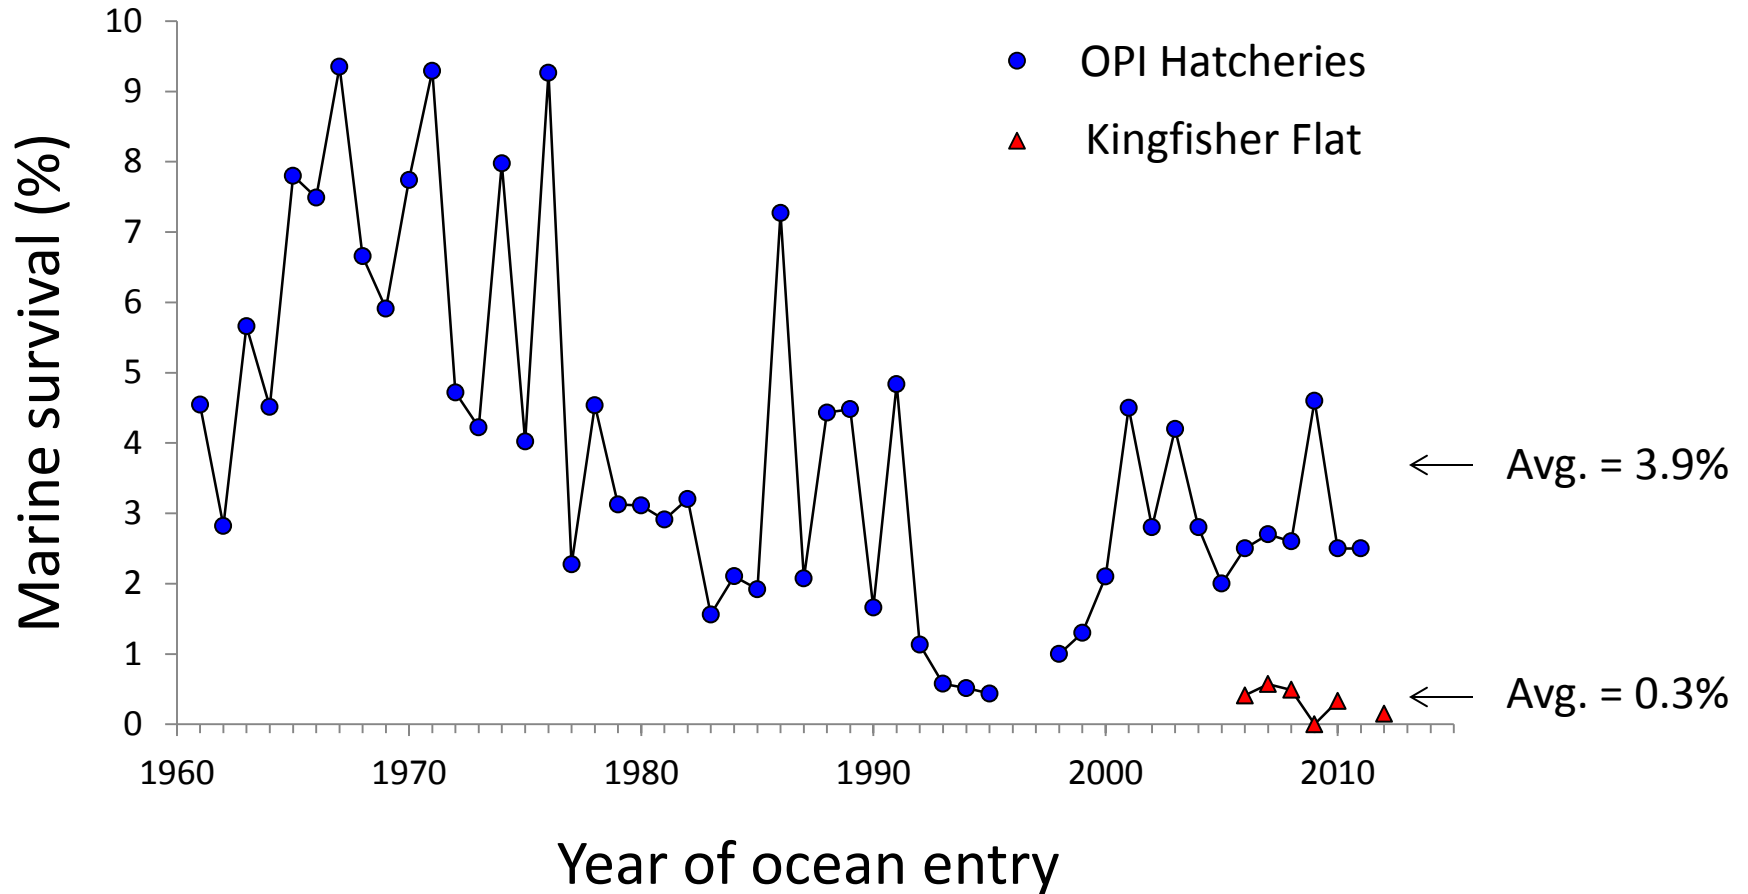 10
9
8
7
6
5
4
3
2
1
0
Marine survival (%)
OPI Hatcheries
Kingfisher Flat
Avg. = 3.9%
Avg. = 0.3%
1960 1970 1980 1990 2000 2010
Year of ocean entry